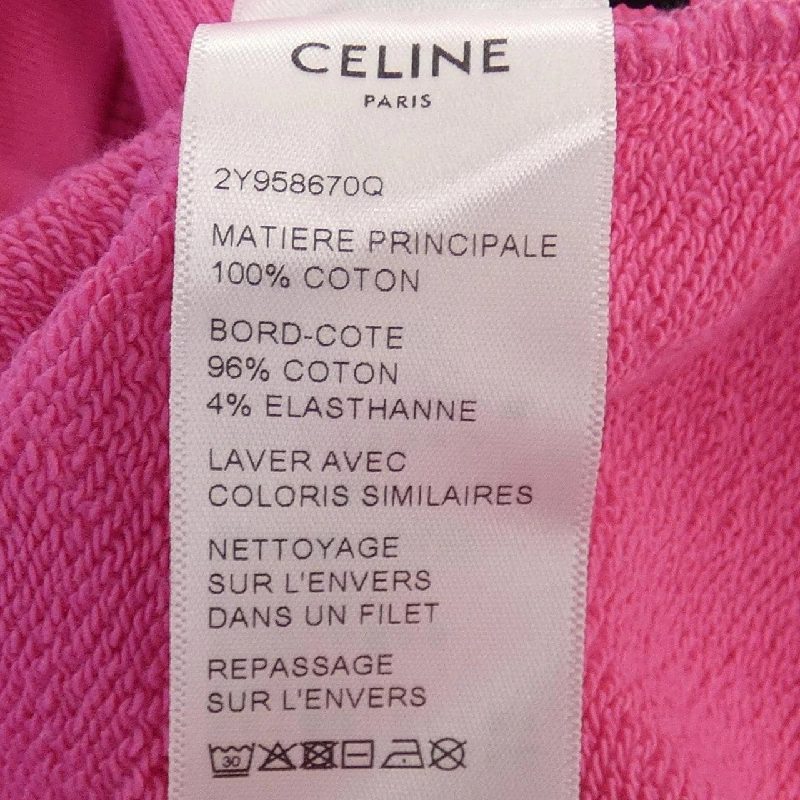 CELINE
PARIS
2Y958670Q
MATIERE PRINCIPALE
100% COTON
BORD-COTE
96% COTON
4% ELASTHANNE
LAVER AVEC
COLORIS SIMILAIRES
NETTOYAGE
SUR L'ENVERS
DANS UN FILET
REPASSAGE
SUR L'ENVERS
30